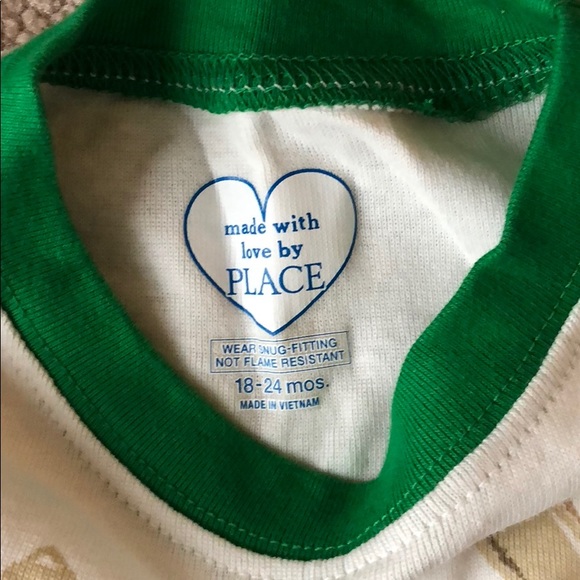 made with
love by
PLACE
WEAR SNUG-FITTING
NOT FLAME RESISTANT
18-24 mos.
MADE IN VIETNAM